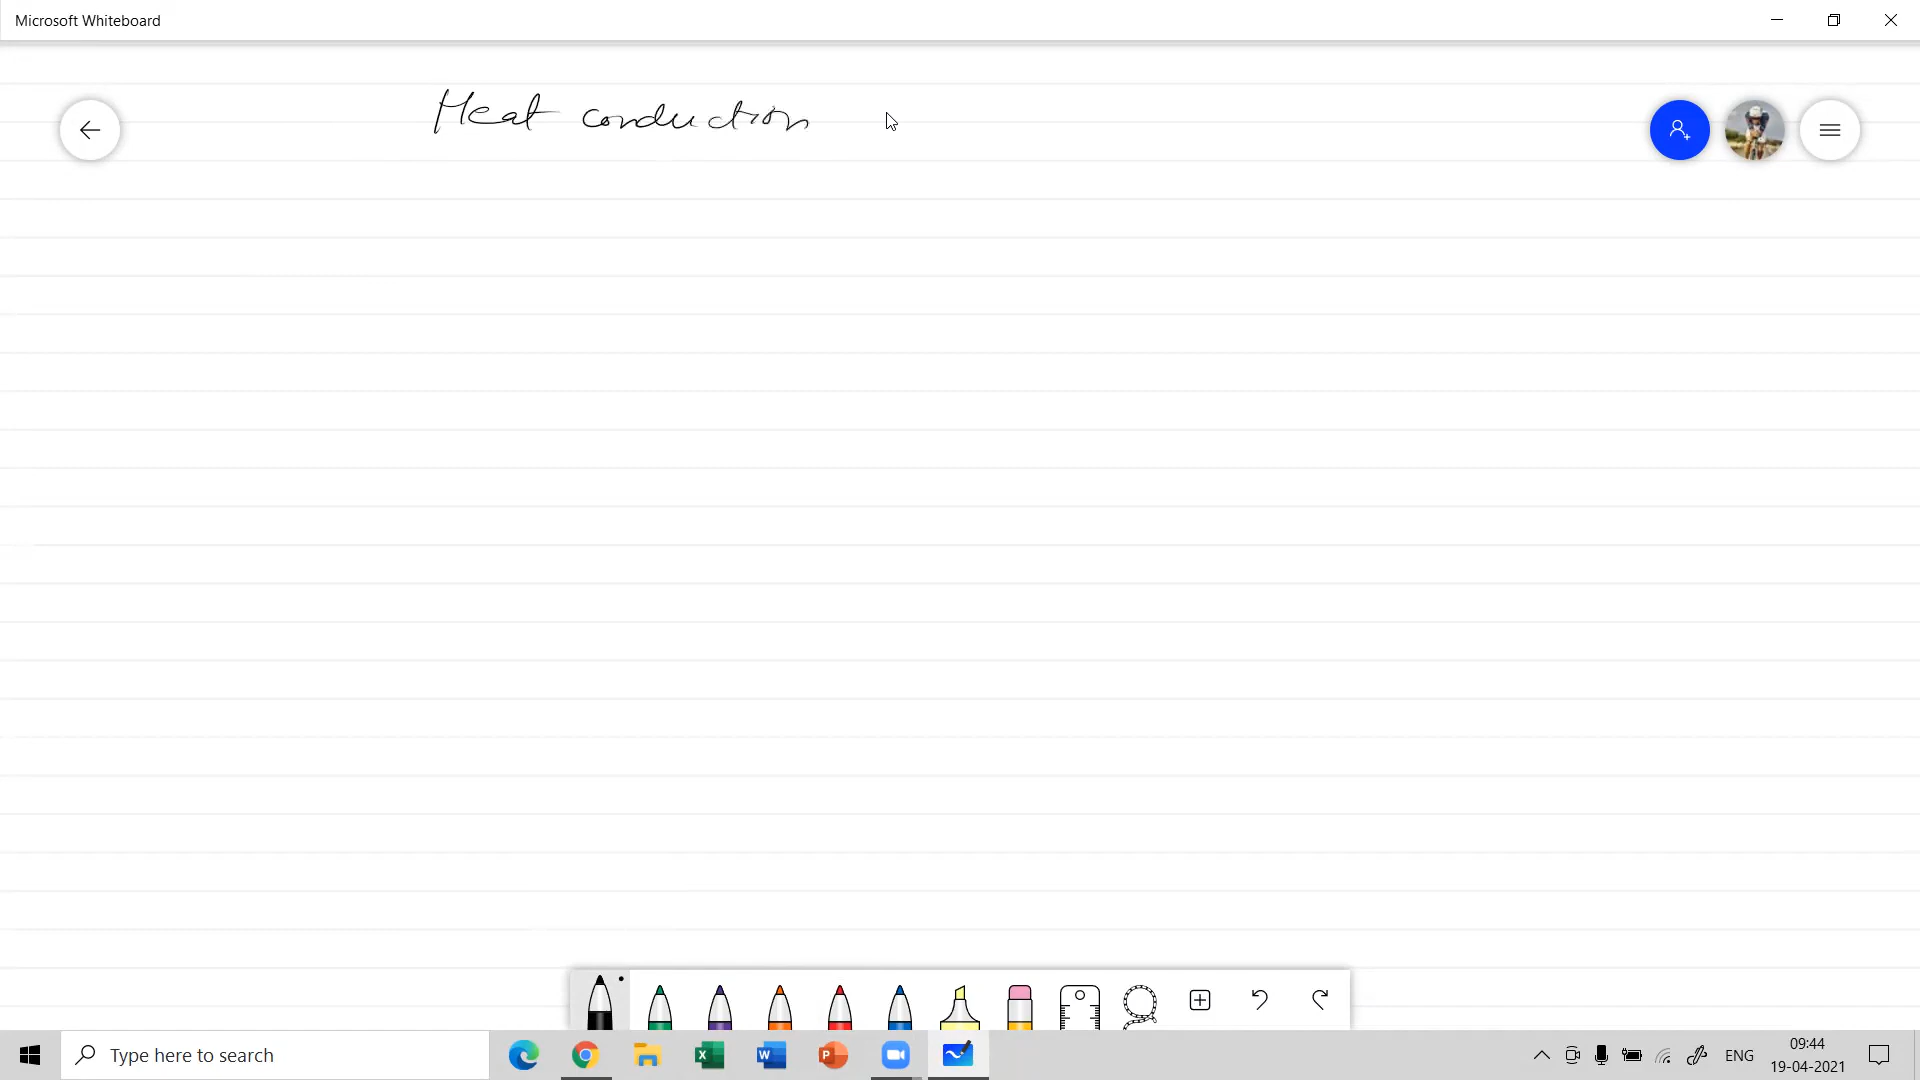 Microsoft Whiteboard
Heat conduction
Type here to search
ENG
09:44
19-04-2021